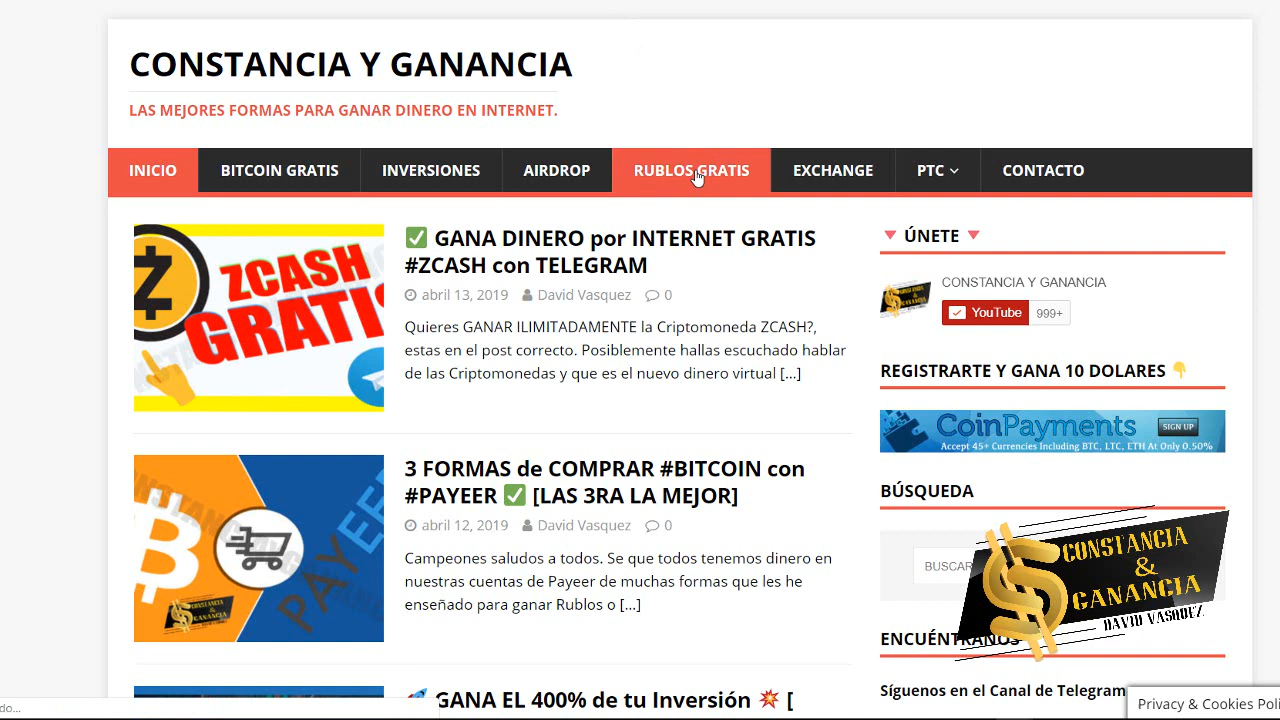 CONSTANCIA Y GANANCIA
LAS MEJORES FORMAS PARA GANAR DINERO EN INTERNET.
INICIO BITCOIN GRATIS INVERSIONES AIRDROP RUBLOS GRATIS EXCHANGE PTC CONTACTO
ZCASH
GRATIS
✅ GANA DINERO por INTERNET GRATIS
#ZCASH con TELEGRAM
abril 13, 2019 David Vasquez 0
Quieres GANAR ILIMITADAMENTE la Criptomoneda ZCASH?,
estas en el post correcto. Posiblemente hallas escuchado hablar
de las Criptomonedas y que es el nuevo dinero virtual [...]
PAYEE
CONSTANCIA
&
GANANCIA
3 FORMAS de COMPRAR #BITCOIN con
#PAYEER ✅ [LAS 3RA LA MEJOR]
abril 12, 2019 David Vasquez 0
Campeones saludos a todos. Se que todos tenemos dinero en
nuestras cuentas de Payeer de muchas formas que les he
enseñado para ganar Rublos o [...]
🚀 GANA EL 400% de tu Inversión 💥 [
🔻 ÚNETE 🔻
CONSTANCIA Y GANANCIA
YouTube 999+
REGISTRARTE Y GANA 10 DOLARES 👇
CoinPayments SIGN UP
Accept 45+ Currencies Including BTC, LTC, ETH At Only 0.50%
BÚSQUEDA
BUSCAR
CONSTANCIA
&
GANANCIA
DAVID VASQUEZ
ENCUÉNTRANOS
Síguenos en el Canal de Telegram
Privacy & Cookies Poli
do...